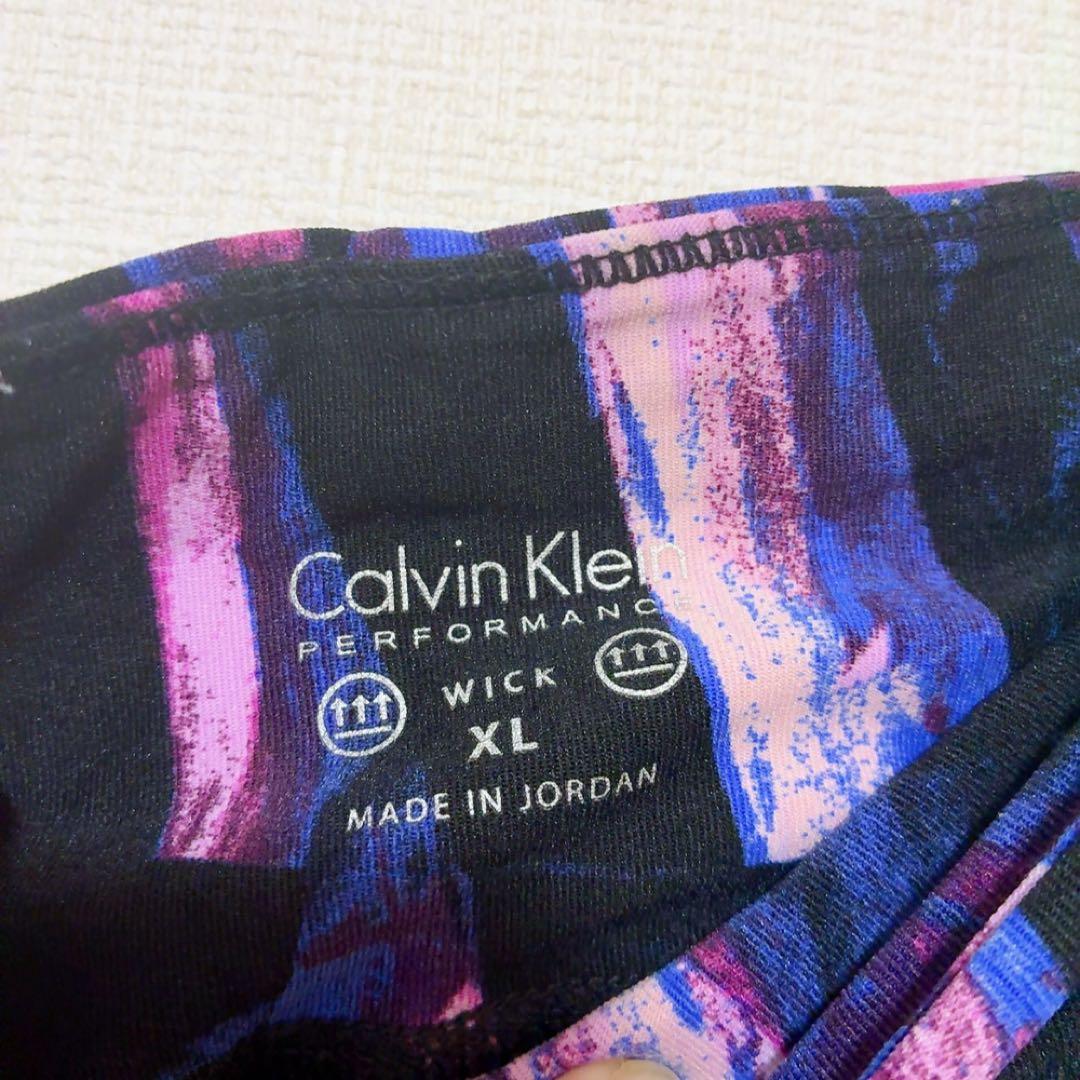 Calvin Klein
PERFORMANCE
WICK
XL
MADE IN JORDAN